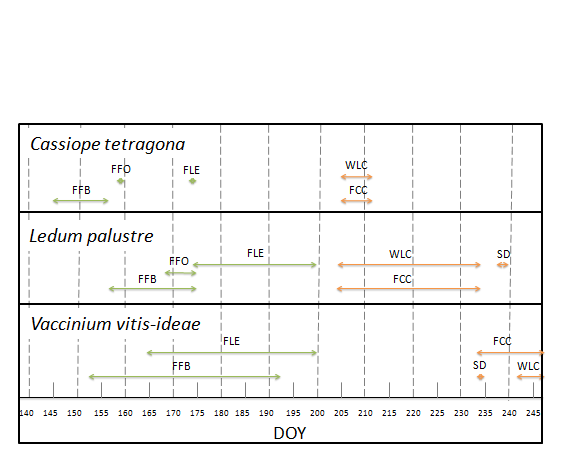 Cassiope tetragona
FFO FLE WLC
FFB FCC
Ledum palustre
FLE WLC SD
FFO
FFB FCC
Vaccinium vitis-ideae
FLE FCC
FFB SD WLC
140 145 150 155 160 165 170 175 180 185 190 195 200 205 210 215 220 225 230 235 240 245
DOY